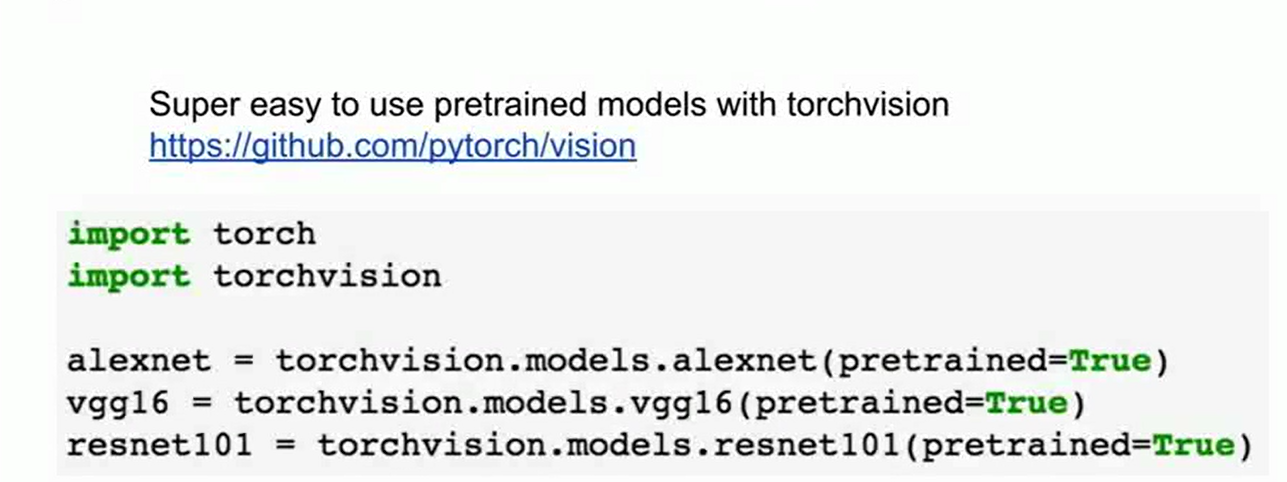 Super easy to use pretrained models with torchvision
https://github.com/pytorch/vision
import torch
import torchvision
alexnet = torchvision.models.alexnet(pretrained=True)
vgg16 = torchvision.models.vgg16(pretrained=True)
resnet101 = torchvision.models.resnet101(pretrained=True)